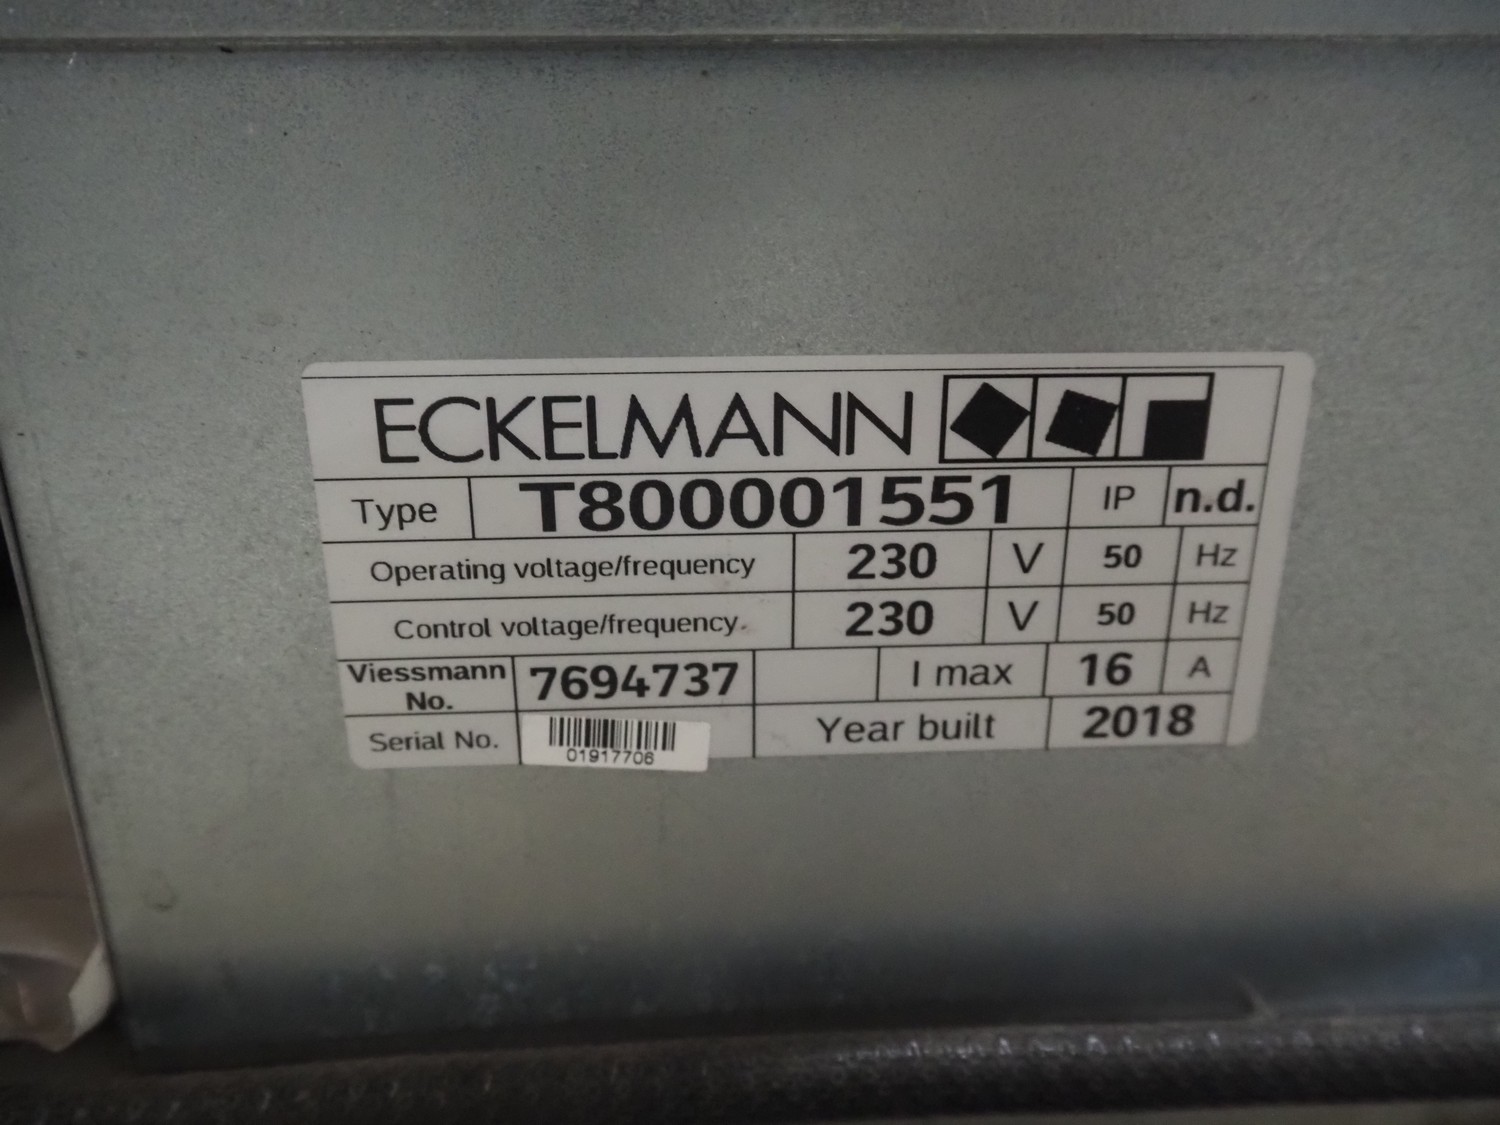 ECKELMANN
Type T800001551 IP n.d.
Operating voltage/frequency 230 V 50 Hz
Control voltage/frequency. 230 V 50 Hz
Viessmann No. 7694737 I max 16 A
Serial No. 01917706 Year built 2018